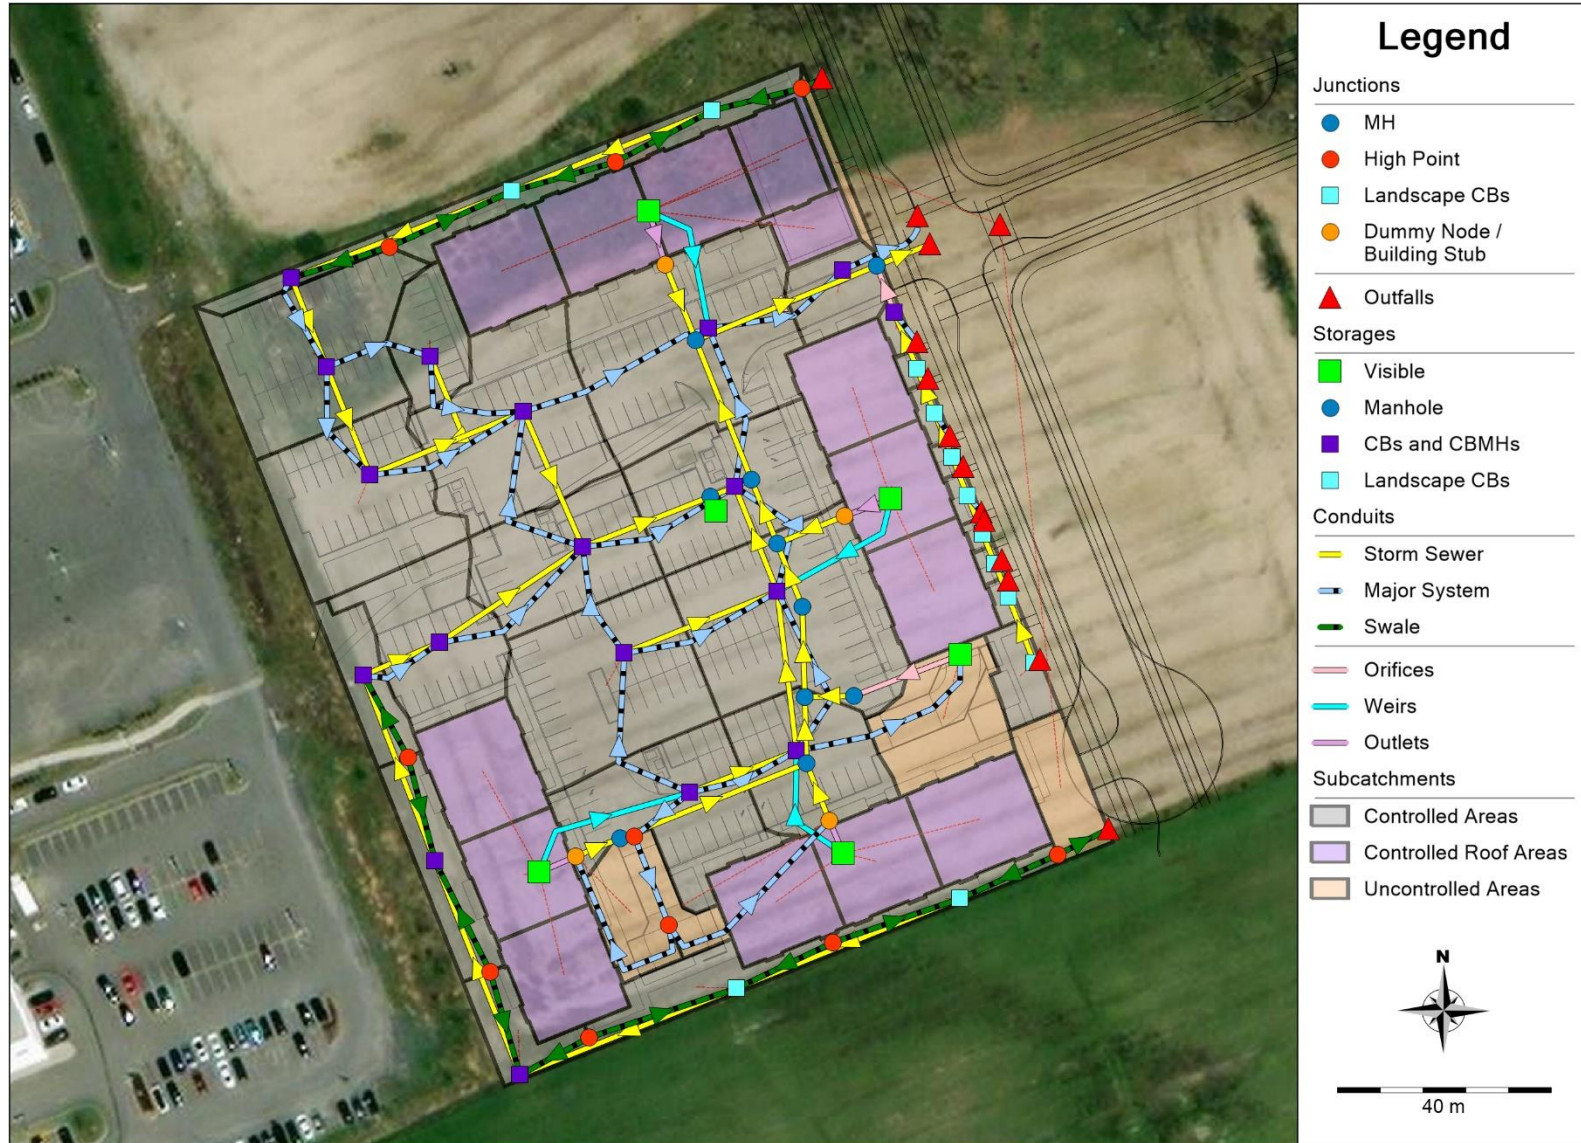 Legend
Junctions
MH
High Point
Landscape CBs
Dummy Node /
Building Stub
Outfalls
Storages
Visible
Manhole
CBs and CBMHs
Landscape CBs
Conduits
Storm Sewer
Major System
Swale
Orifices
Weirs
Outlets
Subcatchments
Controlled Areas
Controlled Roof Areas
Uncontrolled Areas
N
40 m